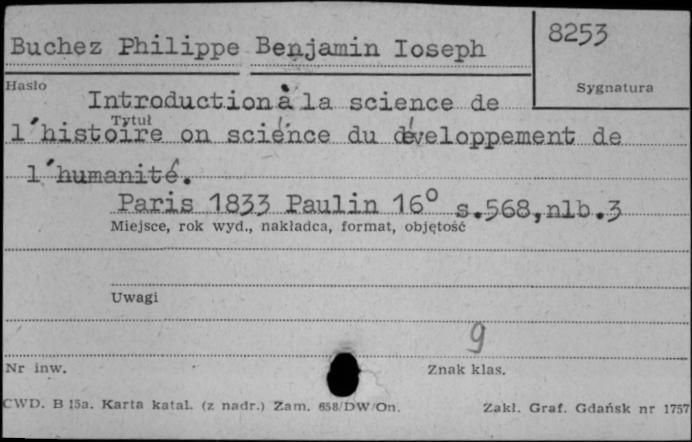 Buchez Philippe Benjamin Ioseph
8253
Hasło
Sygnatura
Introduction à la science de
Tytuł
l'histoire on sciénce du développement de
l'humanité.
Paris 1833 Paulin 16° s.568,nlb.3
Miejsce, rok wyd., nakładca, format, objętość
Uwagi
9
Nr inw.
Znak klas.
CWD. B 15a. Karta katal. (z nadr.) Zam. 658/DW/On.
Zakł. Graf. Gdańsk nr 1757